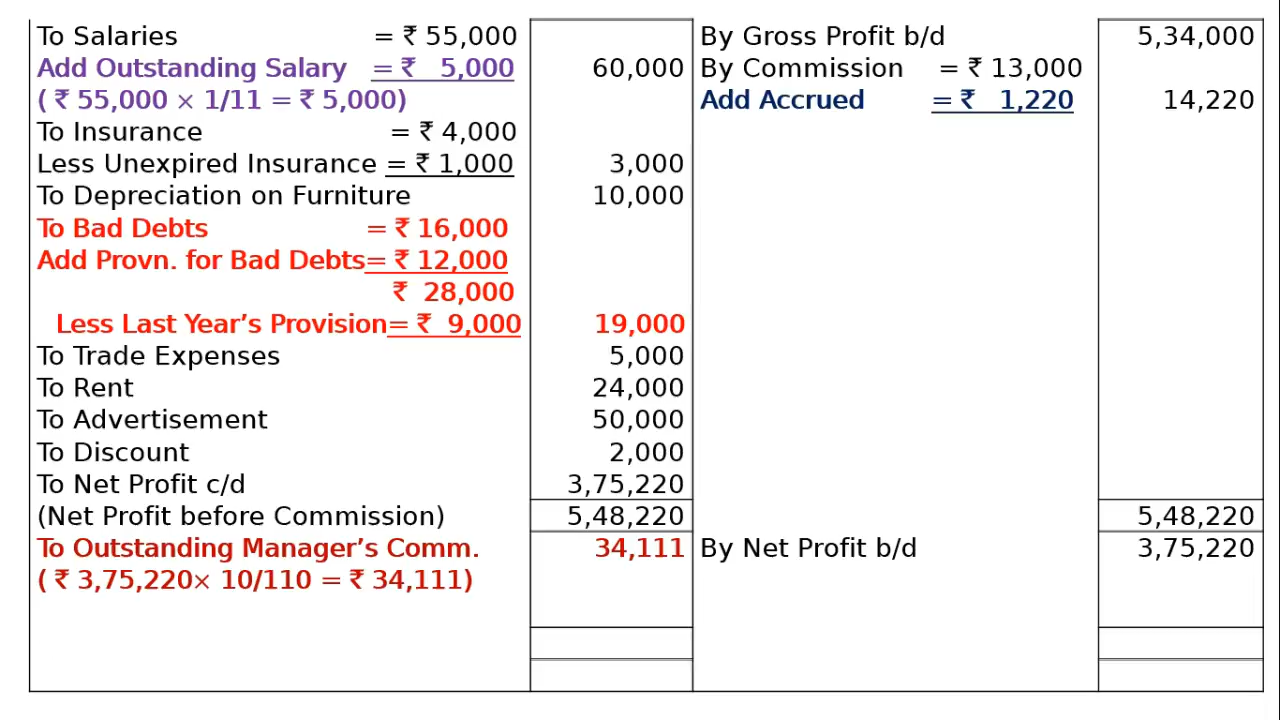 To Salaries = ₹ 55,000 By Gross Profit b/d 5,34,000
Add Outstanding Salary = ₹ 5,000 60,000 By Commission = ₹ 13,000
( ₹ 55,000 × 1/11 = ₹ 5,000) Add Accrued = ₹ 1,220 14,220
To Insurance = ₹ 4,000
Less Unexpired Insurance = ₹ 1,000 3,000
To Depreciation on Furniture 10,000
To Bad Debts = ₹ 16,000
Add Provn. for Bad Debts= ₹ 12,000
₹ 28,000
Less Last Year’s Provision= ₹ 9,000 19,000
To Trade Expenses 5,000
To Rent 24,000
To Advertisement 50,000
To Discount 2,000
To Net Profit c/d 3,75,220
(Net Profit before Commission) 5,48,220 5,48,220
To Outstanding Manager’s Comm. 34,111 By Net Profit b/d 3,75,220
( ₹ 3,75,220× 10/110 = ₹ 34,111)